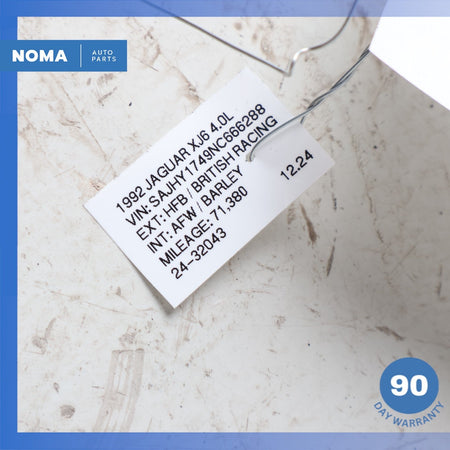 NOMA
AUTO
PARTS
1992 JAGUAR XJ6 4.0L
VIN: SAJHY1749NC666288
EXT: HFB / BRITISH RACING
INT: AFW / BARLEY
MILEAGE: 71,380
24-32043
12.24
90
DAY WARRANTY